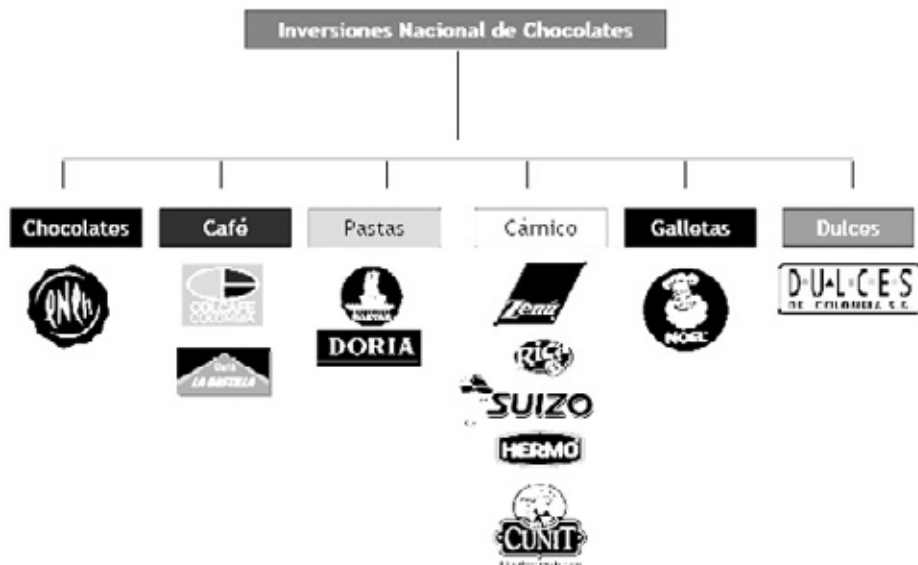 Inversiones Nacional de Chocolates
Chocolates
Café
Pastas
Cárnico
Galletas
Dulces
COLCAFE
COLOMBIA
Café
LA BASTILLA
DORIA
Zenú
Rica
SUIZO
HERMO
CUNIT
NOEL
D·U·L·C·E·S
DE COLOMBIA S.A.